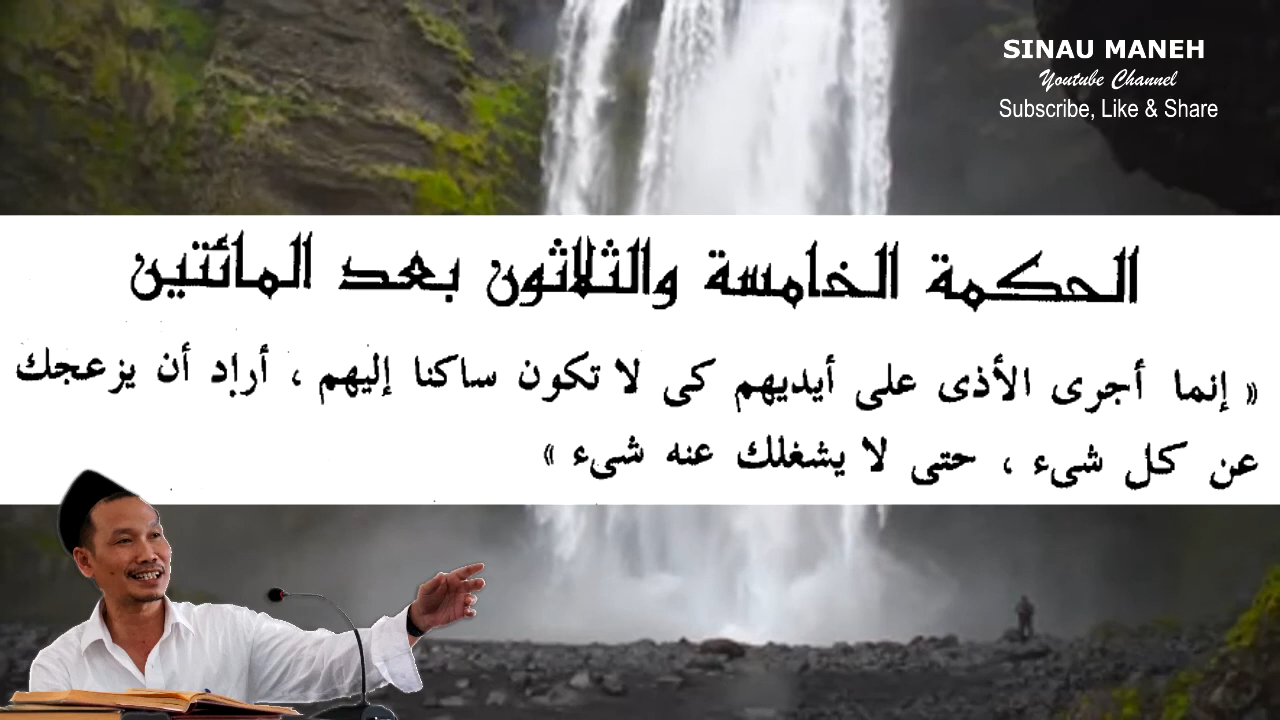 SINAU MANEH
Youtube Channel
Subscribe, Like & Share
الحكمة الخامسة والثلاثون بعد المائتين
« إنما أجرى الأذى على أيديهم كى لا تكون ساكنا إليهم ، أراد أن يزعجك
عن كل شىء ، حتى لا يشغلك عنه شىء »